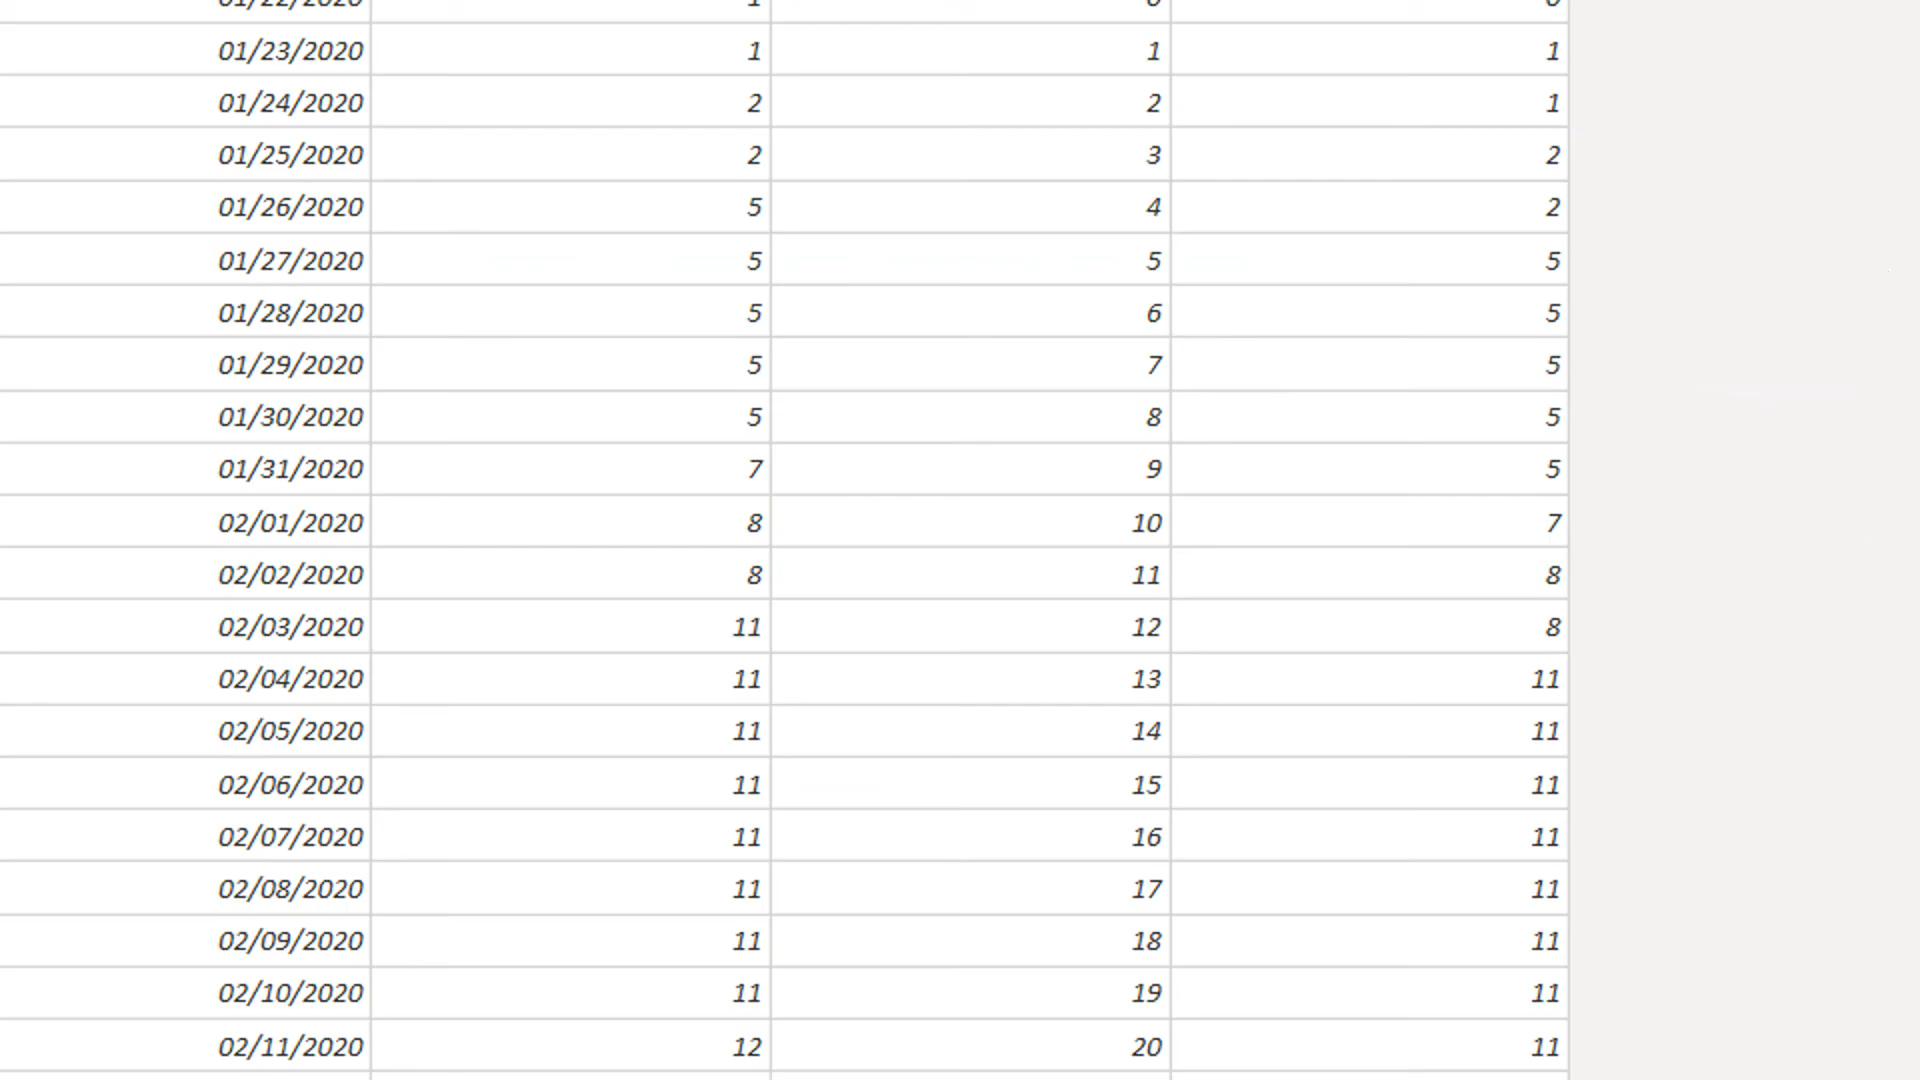 01/22/2020 1 0 0
01/23/2020 1 1 1
01/24/2020 2 2 1
01/25/2020 2 3 2
01/26/2020 5 4 2
01/27/2020 5 5 5
01/28/2020 5 6 5
01/29/2020 5 7 5
01/30/2020 5 8 5
01/31/2020 7 9 5
02/01/2020 8 10 7
02/02/2020 8 11 8
02/03/2020 11 12 8
02/04/2020 11 13 11
02/05/2020 11 14 11
02/06/2020 11 15 11
02/07/2020 11 16 11
02/08/2020 11 17 11
02/09/2020 11 18 11
02/10/2020 11 19 11
02/11/2020 12 20 11